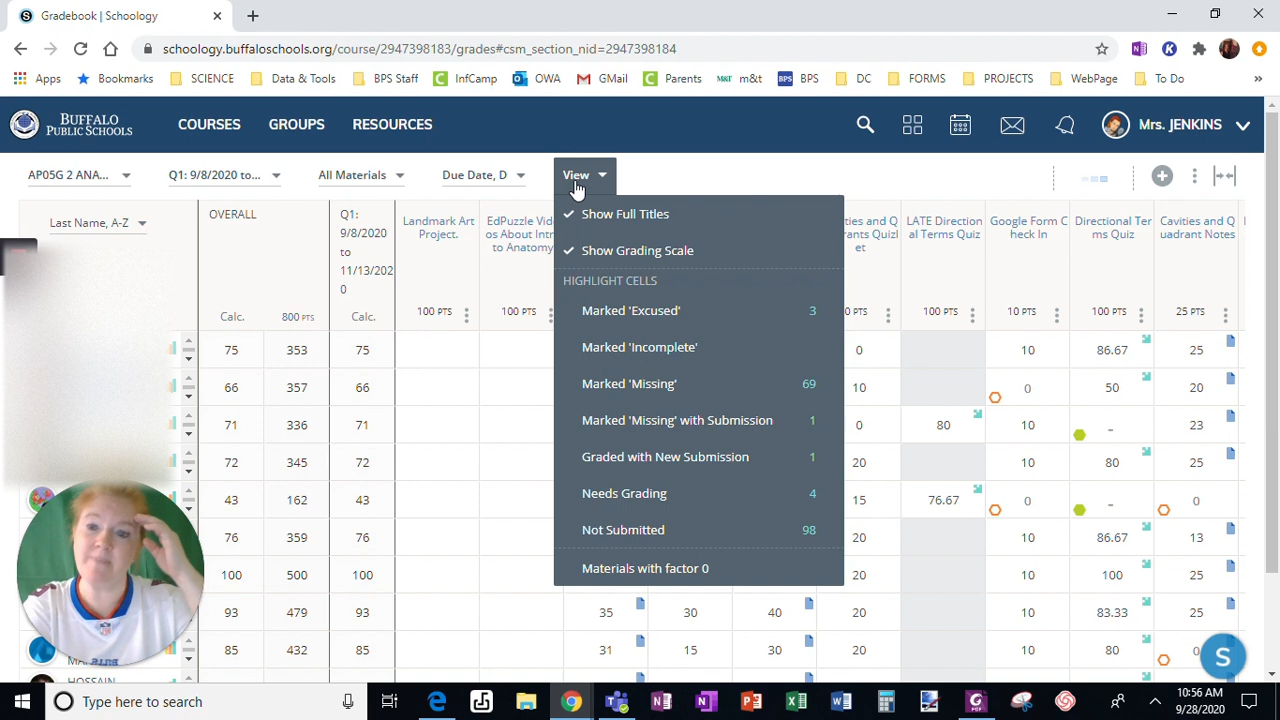 Gradebook | Schoology
schoology.buffaloschools.org/course/2947398183/grades#csm_section_nid=2947398184
Apps Bookmarks SCIENCE Data & Tools BPS Staff InfCamp OWA GMail Parents M&T m&t BPS BPS DC FORMS PROJECTS WebPage To Do »
BUFFALO
PUBLIC SCHOOLS
COURSES GROUPS RESOURCES Mrs. JENKINS
AP05G 2 ANA... Q1: 9/8/2020 to... All Materials Due Date, D View
Last Name, A-Z
OVERALL
Calc. 800 PTS
Q1:
9/8/2020
to
11/13/202
0
Calc.
Landmark Art
Project.
100 PTS
EdPuzzle Vide
os About Intr
to Anatomy
100 PTS
Show Full Titles
Show Grading Scale
HIGHLIGHT CELLS
Marked 'Excused' 3
Marked 'Incomplete'
Marked 'Missing' 69
Marked 'Missing' with Submission 1
Graded with New Submission 1
Needs Grading 4
Not Submitted 98
Materials with factor 0
ties and Q
rants Quizl
et
0 PTS
LATE Direction
al Terms Quiz
100 PTS
Google Form C
heck In
10 PTS
Directional Ter
ms Quiz
100 PTS
Cavities and Q
uadrant Notes
25 PTS
75 353 75 0 10 86.67 25
66 357 66 10 0 50 20
71 336 71 0 80 10 - 23
72 345 72 20 10 80 25
43 162 43 15 76.67 0 - 0
76 359 76 20 10 86.67 13
100 500 100 20 10 100 25
93 479 93 35 30 40 20 10 83.33 25
85 432 85 31 15 30 20 10 80 0
HOSSAIN
S
Type here to search
10:56 AM
9/28/2020